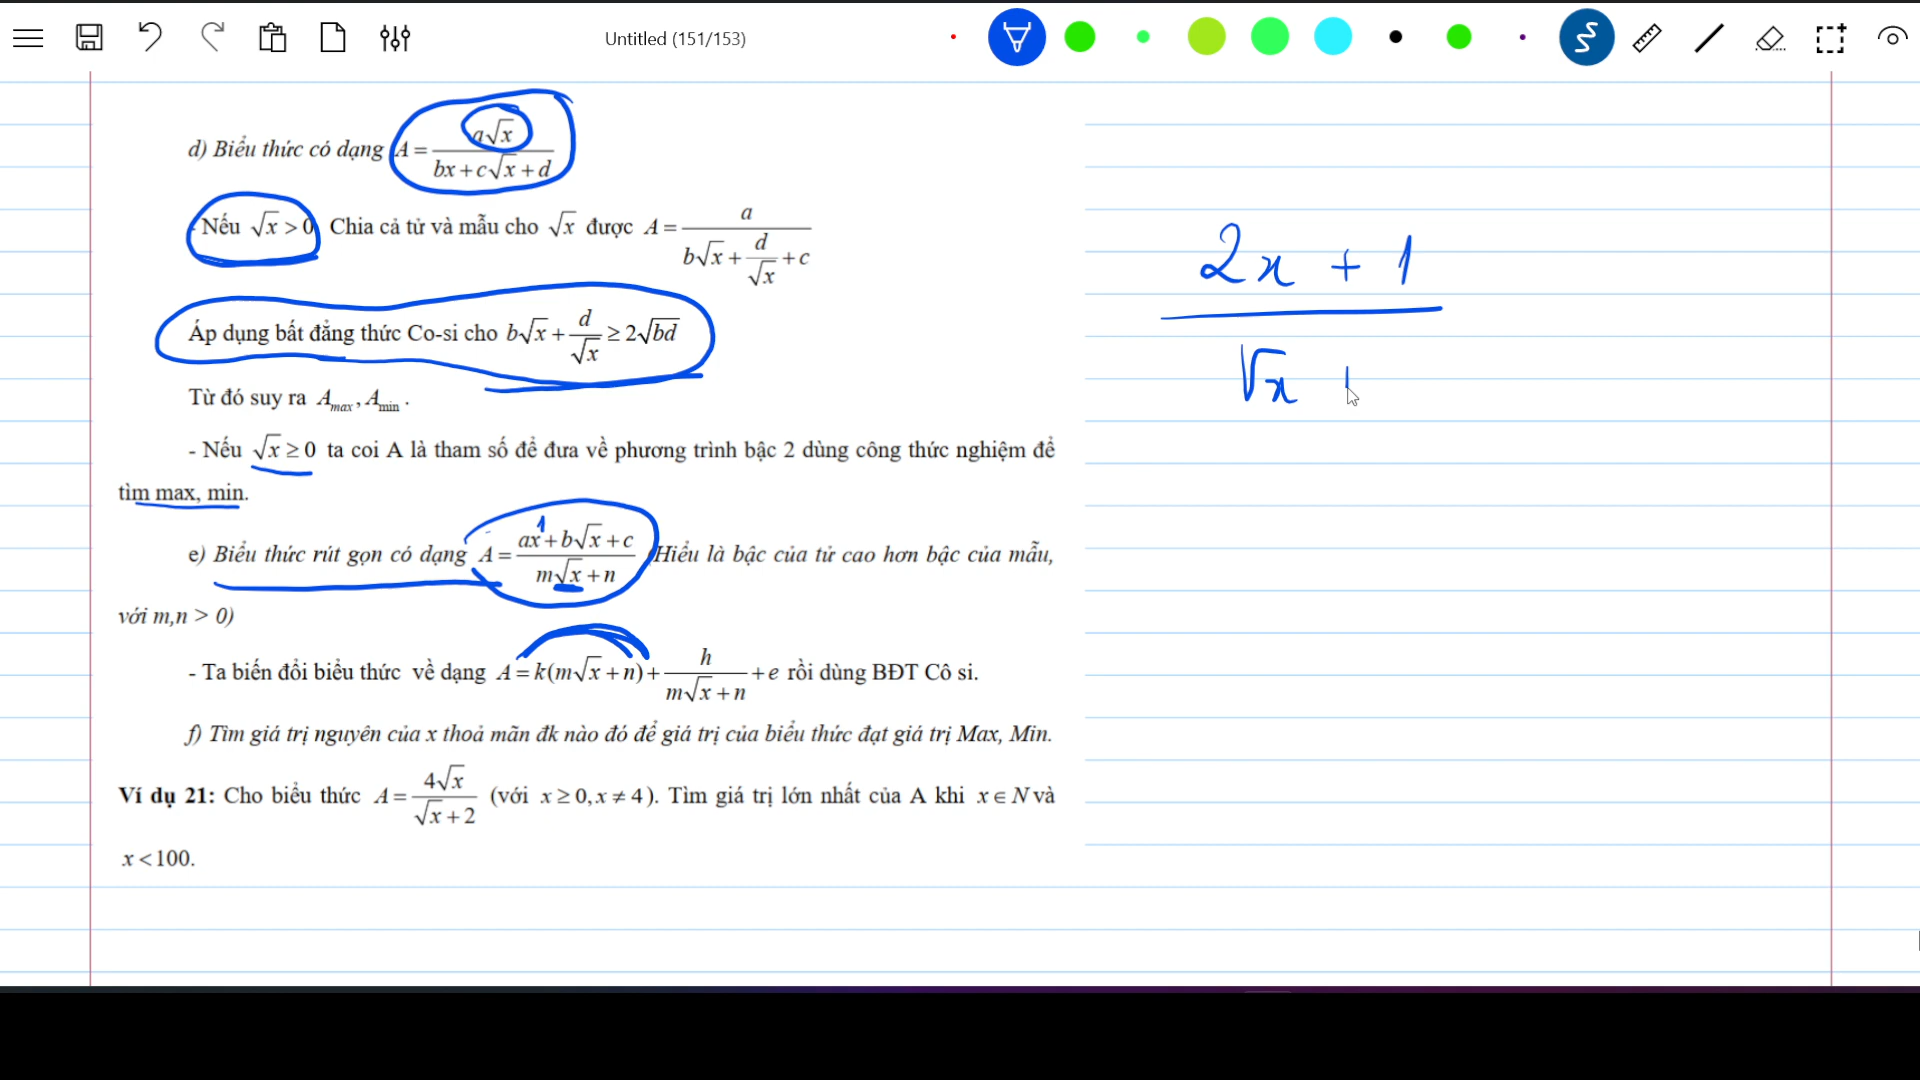 Untitled (151/153)
d) Biểu thức có dạng A = a√x / (bx + c√x + d)
- Nếu √x > 0 Chia cả tử và mẫu cho √x được A = a / (b√x + d/√x + c)
Áp dụng bất đẳng thức Co-si cho b√x + d/√x ≥ 2√bd
Từ đó suy ra Amax, Amin.
- Nếu √x ≥ 0 ta coi A là tham số để đưa về phương trình bậc 2 dùng công thức nghiệm để
tìm max, min.
1
e) Biểu thức rút gọn có dạng A = (ax + b√x + c) / (m√x + n) (Hiểu là bậc của tử cao hơn bậc của mẫu,
với m,n > 0)
- Ta biến đổi biểu thức về dạng A = k(m√x + n) + h/(m√x + n) + e rồi dùng BĐT Cô si.
f) Tìm giá trị nguyên của x thoả mãn đk nào đó để giá trị của biểu thức đạt giá trị Max, Min.
Ví dụ 21: Cho biểu thức A = 4√x / (√x + 2) (với x ≥ 0, x ≠ 4). Tìm giá trị lớn nhất của A khi x ∈ N và
x < 100.
2x + 1
√x